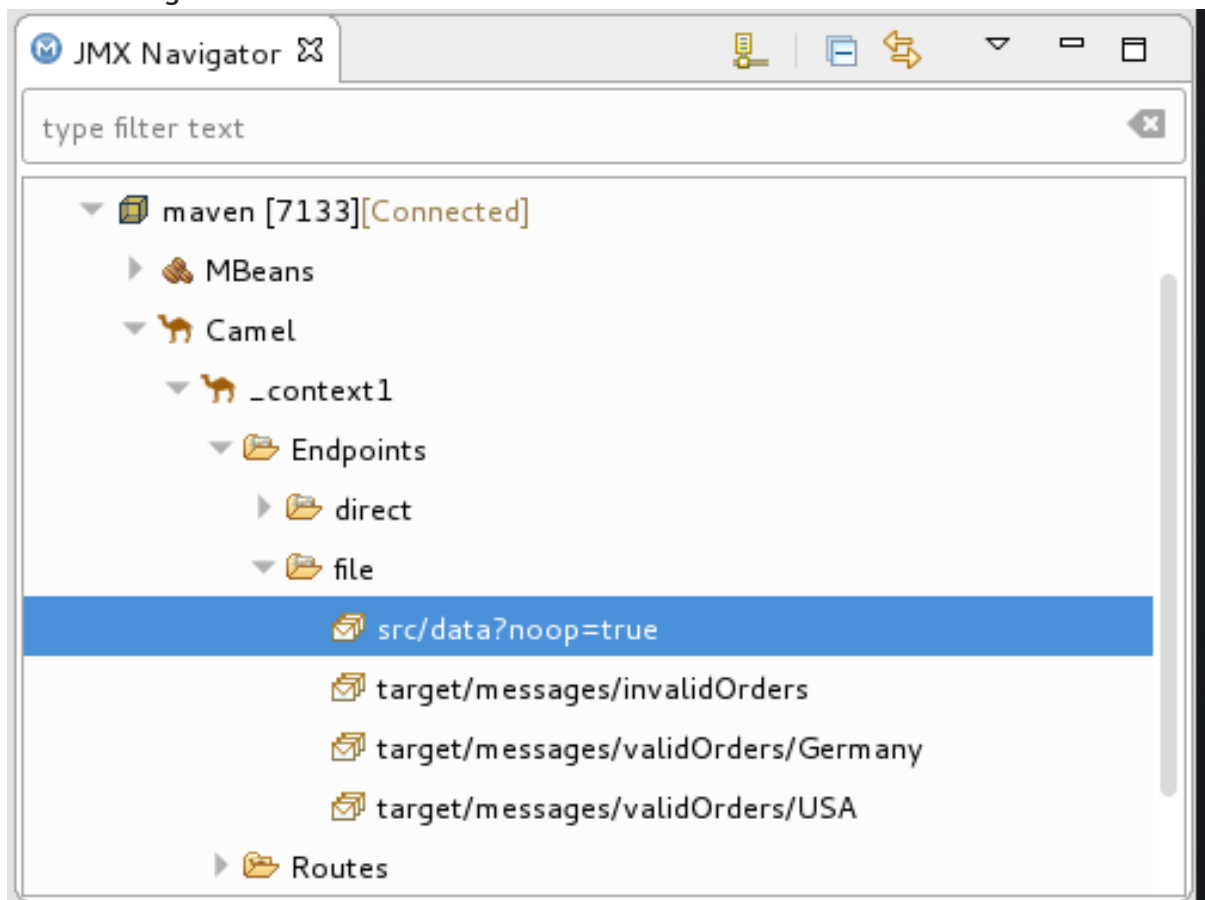 JMX Navigator
type filter text
maven [7133][Connected]
MBeans
Camel
_context1
Endpoints
direct
file
src/data?noop=true
target/messages/invalidOrders
target/messages/validOrders/Germany
target/messages/validOrders/USA
Routes